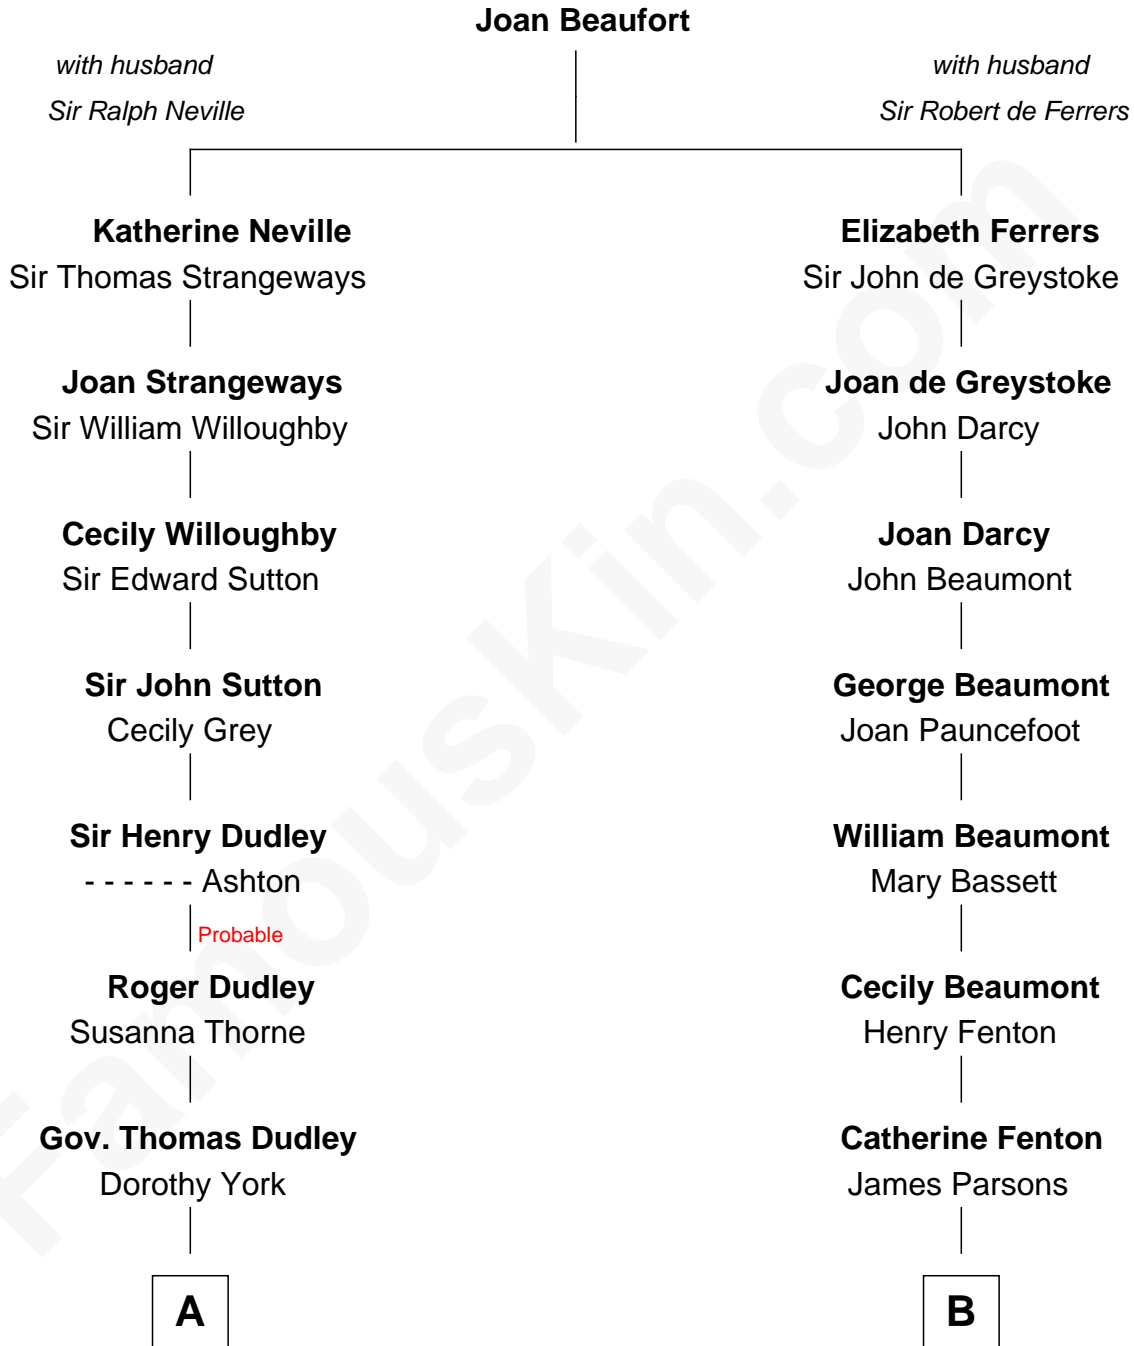 Joan Beaufort
with husband
Sir Ralph Neville
with husband
Sir Robert de Ferrers
Katherine Neville
Sir Thomas Strangeways
Elizabeth Ferrers
Sir John de Greystoke
Joan Strangeways
Sir William Willoughby
Joan de Greystoke
John Darcy
Cecily Willoughby
Sir Edward Sutton
Joan Darcy
John Beaumont
Sir John Sutton
Cecily Grey
George Beaumont
Joan Pauncefoot
Sir Henry Dudley
- - - - - - Ashton
William Beaumont
Mary Bassett
Probable
Roger Dudley
Susanna Thorne
Cecily Beaumont
Henry Fenton
Gov. Thomas Dudley
Dorothy York
Catherine Fenton
James Parsons
A
B
FamousKin.com